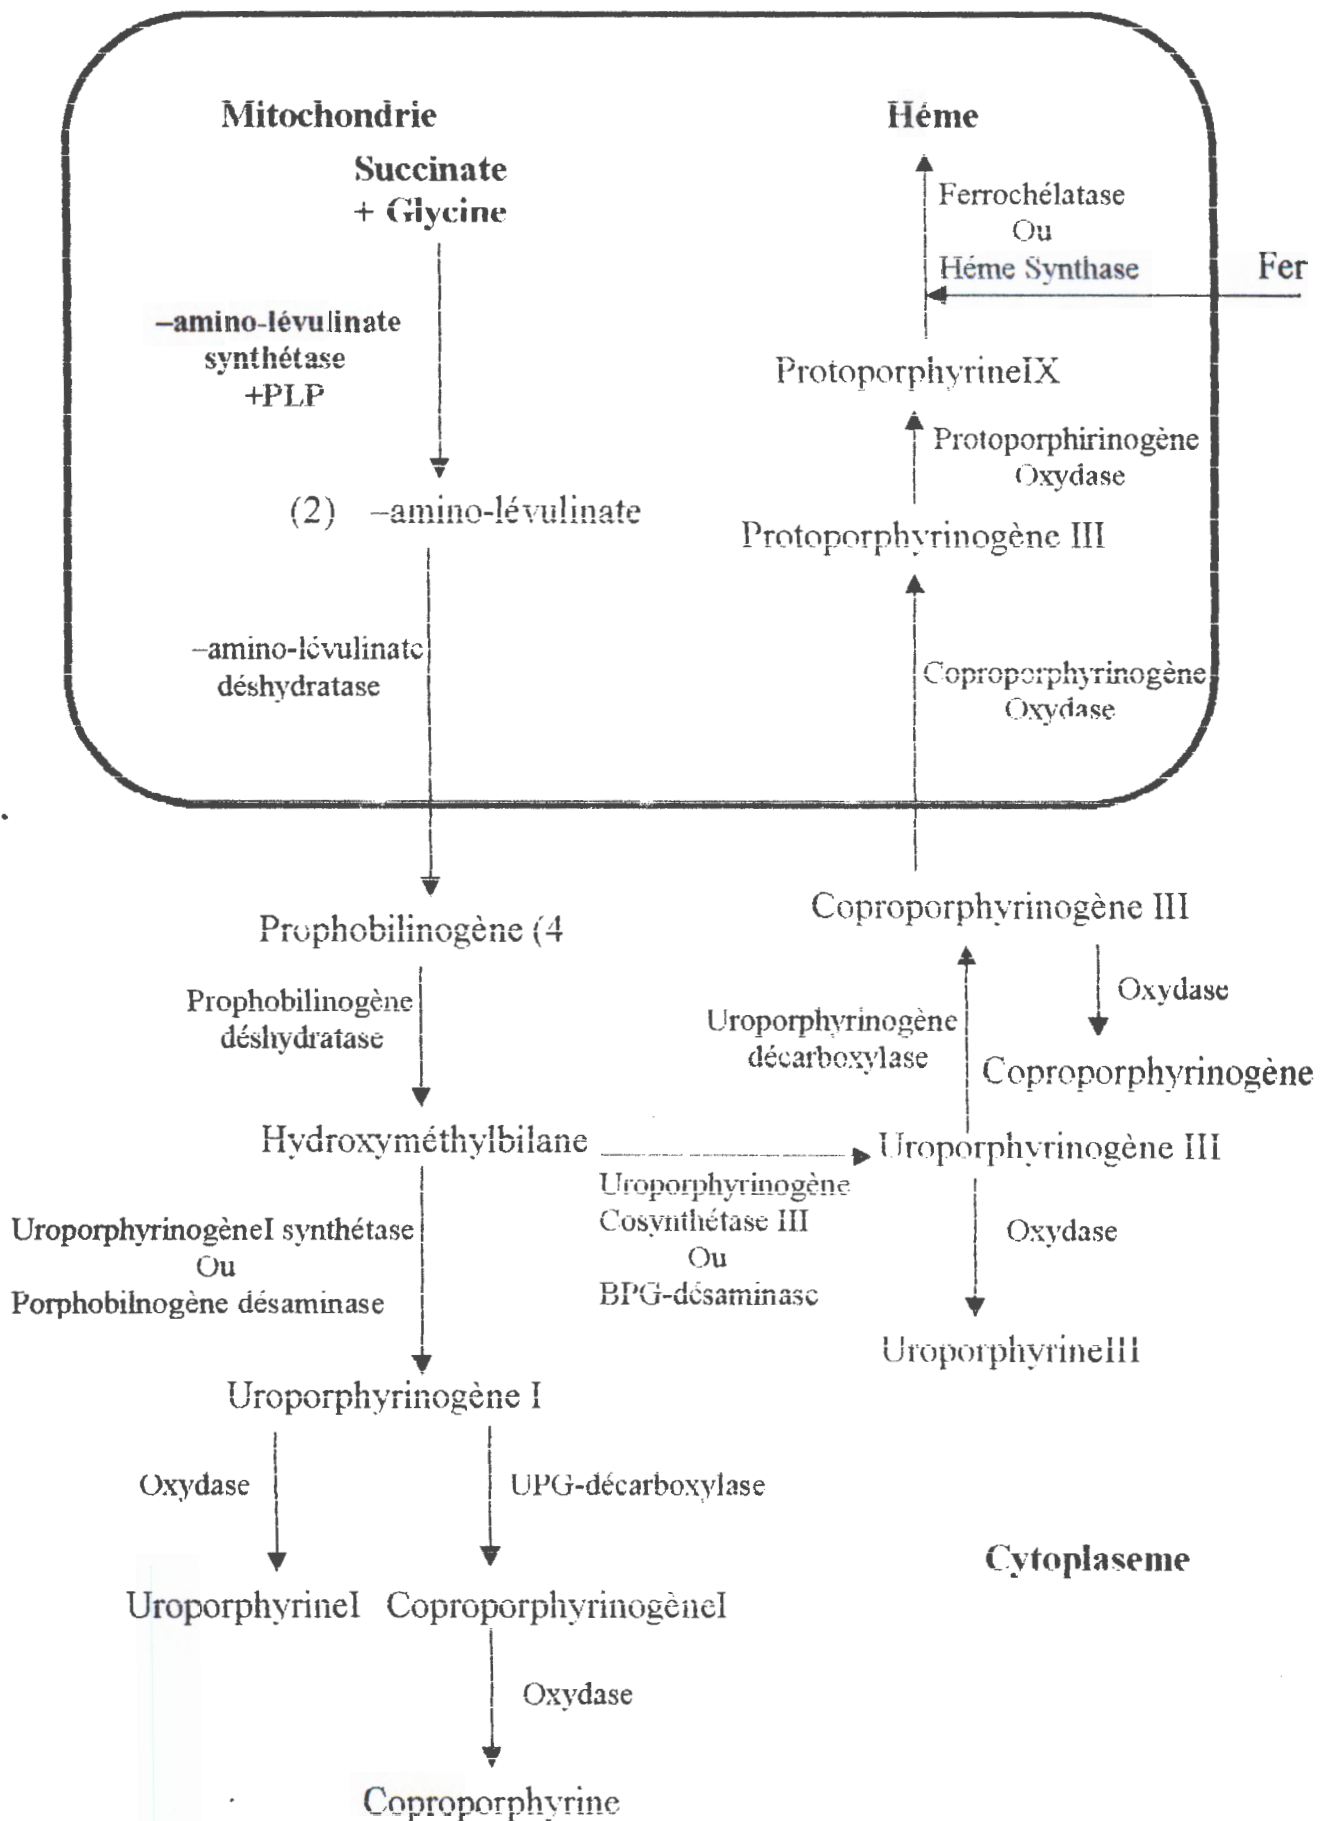 Mitochondrie
Succinate
+ Glycine
–amino-lévulinate
synthétase
+PLP
(2) –amino-lévulinate
–amino-lévulinate
déshydratase
Héme
Ferrochélatase
Ou
Héme Synthase
Fer
ProtoporphyrineIX
Protoporphirinogène
Oxydase
Protoporphyrinogène III
Coproporphyrinogène
Oxydase
Prophobilinogène (4
Prophobilinogène
déshydratase
Hydroxyméthylbilane
UroporphyrinogèneI synthétase
Ou
Porphobilnogène désaminase
Uroporphyrinogène
Cosynthétase III
Ou
BPG-désaminase
Coproporphyrinogène III
Oxydase
Uroporphyrinogène
décarboxylase
Coproporphyrinogène
Uroporphyrinogène III
Oxydase
UroporphyrineIII
Uroporphyrinogène I
Oxydase
UPG-décarboxylase
UroporphyrineI
CoproporphyrinogèneI
Oxydase
Coproporphyrine
Cytoplaseme